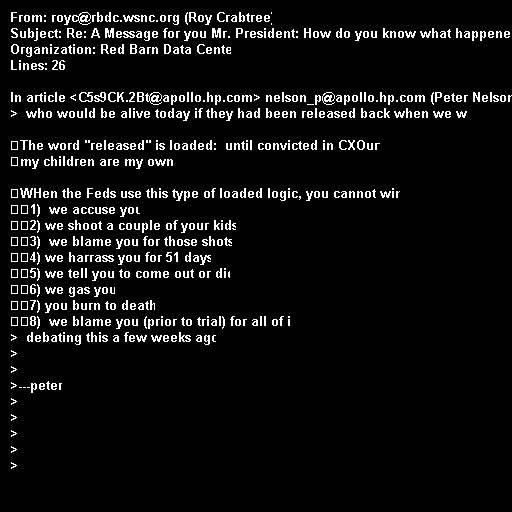 From: royc@rbdc.wsnc.org (Roy Crabtree)
Subject: Re: A Message for you Mr. President: How do you know what happene
Organization: Red Barn Data Cente
Lines: 26

In article <C5s9CK.2Bt@apollo.hp.com> nelson_p@apollo.hp.com (Peter Nelson
>  who would be alive today if they had been released back when we w

The word "released" is loaded:  until convicted in CXOur
my children are my own

WHen the Feds use this type of loaded logic, you cannot wir
1)  we accuse you
2) we shoot a couple of your kids
3)  we blame you for those shots
4) we harrass you for 51 days
5) we tell you to come out or die
6) we gas you
7) you burn to death
8)  we blame you (prior to trial) for all of i
>  debating this a few weeks ago
>
>
>---peter
>
>
>
>
>